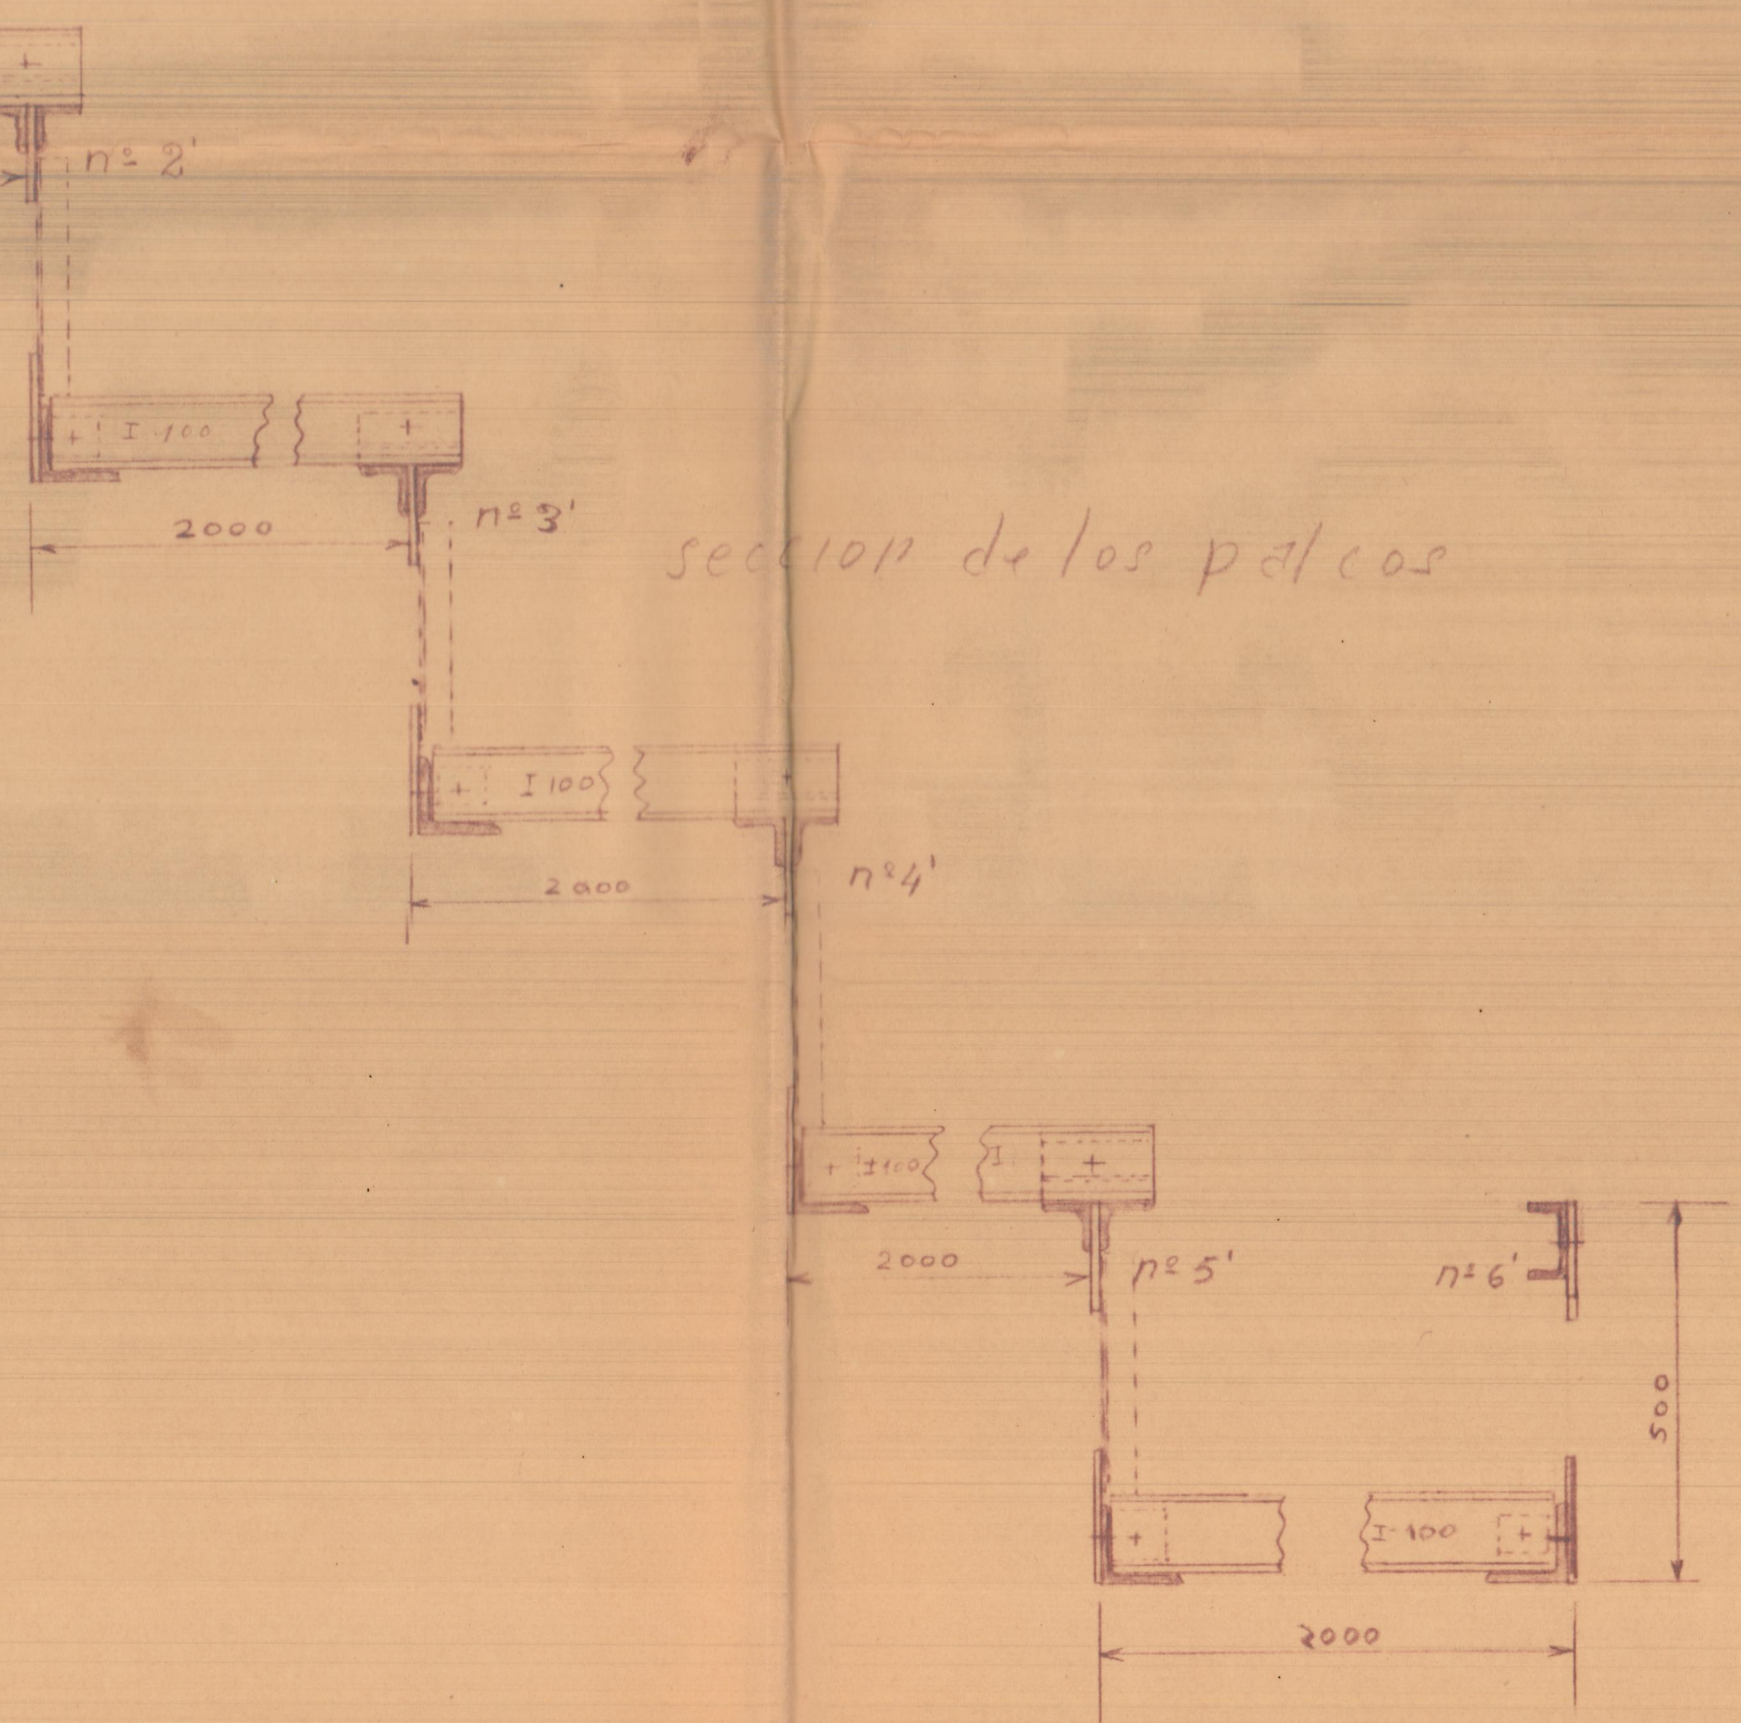 nº 2'
I 100
2000
nº 3'
seccion de los palcos
I 100
2000
nº 4'
I 100
I
2000
nº 5'
nº 6'
500
I-100
2000